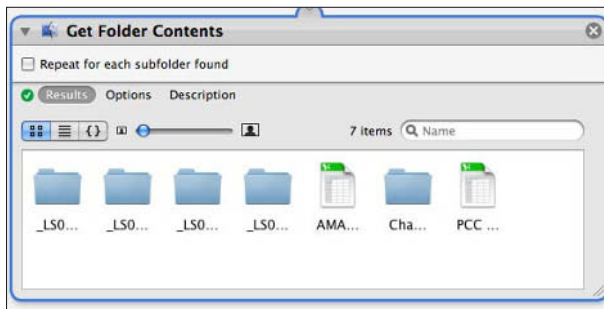 Get Folder Contents
Repeat for each subfolder found
Results Options Description
{} 7 items Name
_LS0... _LS0... _LS0... _LS0... AMA... Cha... PCC ...